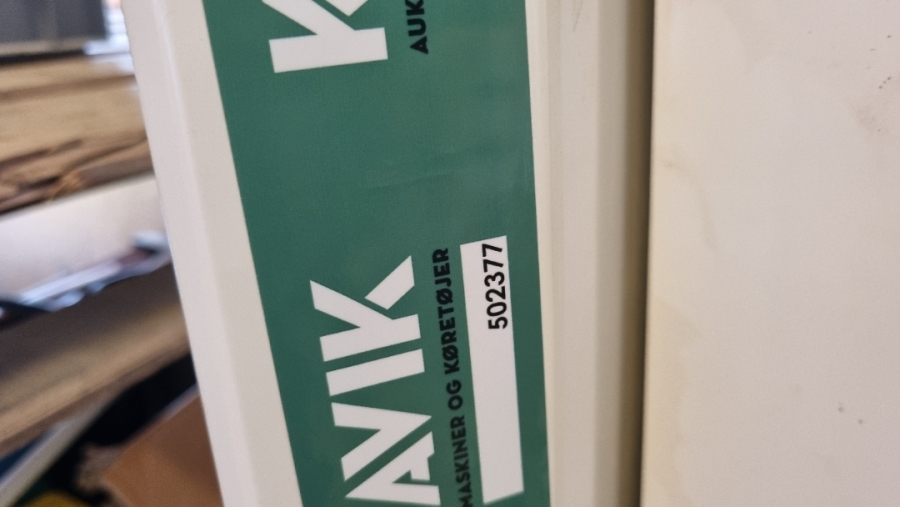 AVIK K
MASKINER OG KØRETØJER AUK
502377